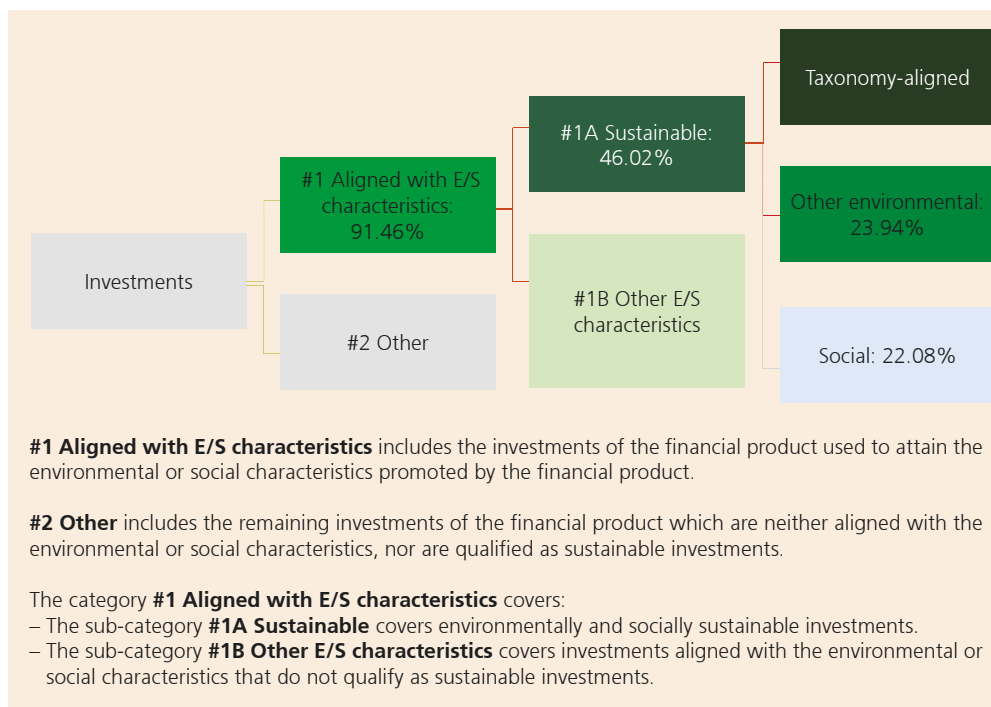 Taxonomy-aligned
#1A Sustainable:
46.02%
#1 Aligned with E/S
characteristics:
91.46%
Other environmental:
23.94%
Investments
#1B Other E/S
characteristics
#2 Other
Social: 22.08%
#1 Aligned with E/S characteristics includes the investments of the financial product used to attain the
environmental or social characteristics promoted by the financial product.
#2 Other includes the remaining investments of the financial product which are neither aligned with the
environmental or social characteristics, nor are qualified as sustainable investments.
The category #1 Aligned with E/S characteristics covers:
– The sub-category #1A Sustainable covers environmentally and socially sustainable investments.
– The sub-category #1B Other E/S characteristics covers investments aligned with the environmental or
social characteristics that do not qualify as sustainable investments.